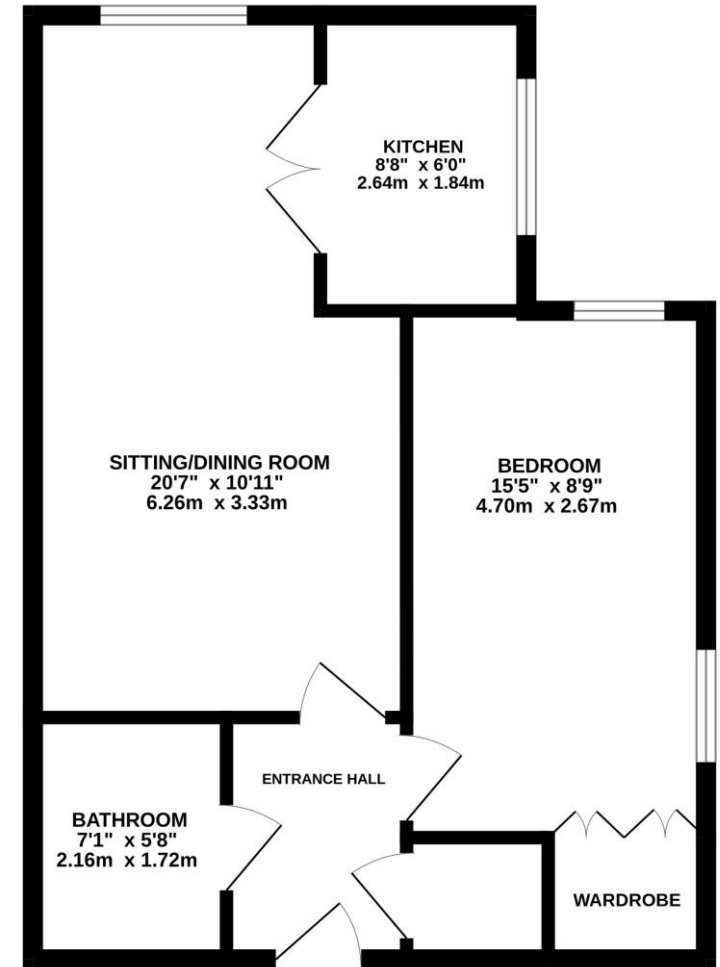 KITCHEN
8'8" x 6'0"
2.64m x 1.84m
SITTING/DINING ROOM
20'7" x 10'11"
6.26m x 3.33m
BEDROOM
15'5" x 8'9"
4.70m x 2.67m
ENTRANCE HALL
BATHROOM
7'1" x 5'8"
2.16m x 1.72m
WARDROBE